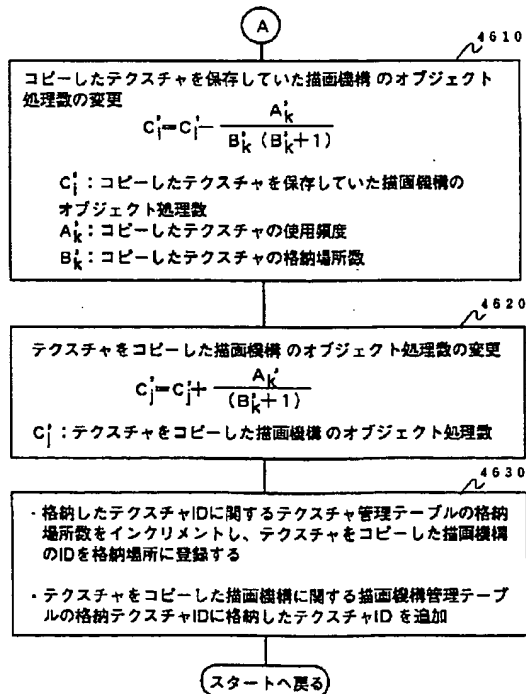 A
4610
コピーしたテクスチャを保存していた描画機構 のオブジェクト
処理数の変更
C'i=C'i− A'k / B'k (B'k+1)
C'i：コピーしたテクスチャを保存していた描画機構の
オブジェクト処理数
A'k：コピーしたテクスチャの使用頻度
B'k：コピーしたテクスチャの格納場所数
4620
テクスチャをコピーした描画機構 のオブジェクト処理数の変更
C'j=C'j+ Ak' / (B'k+1)
C'j：テクスチャをコピーした描画機構 のオブジェクト処理数
4630
・格納したテクスチャIDに関するテクスチャ管理テーブルの格納
場所数をインクリメントし、テクスチャをコピーした描画機構
のIDを格納場所に登録する
・テクスチャをコピーした描画機構に関する描画機構管理テー
ブルの格納テクスチャIDに格納したテクスチャID を追加
スタートへ戻る